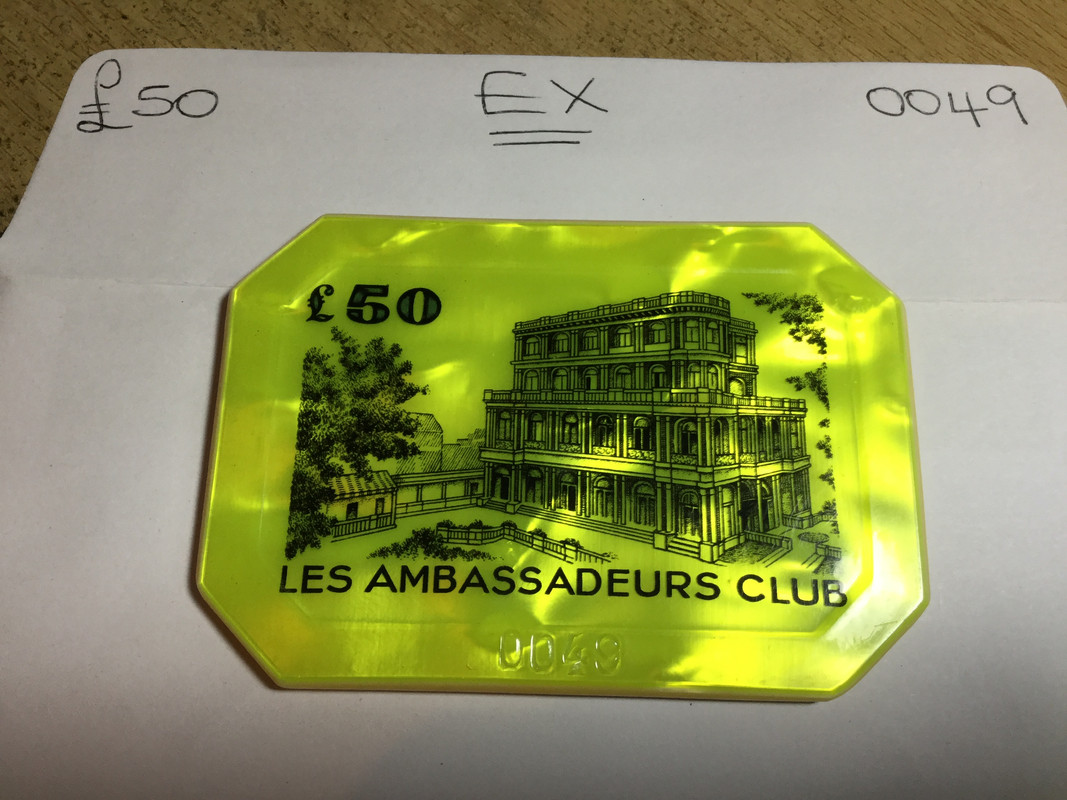 £50 EX 0049
£50
LES AMBASSADEURS CLUB
0049